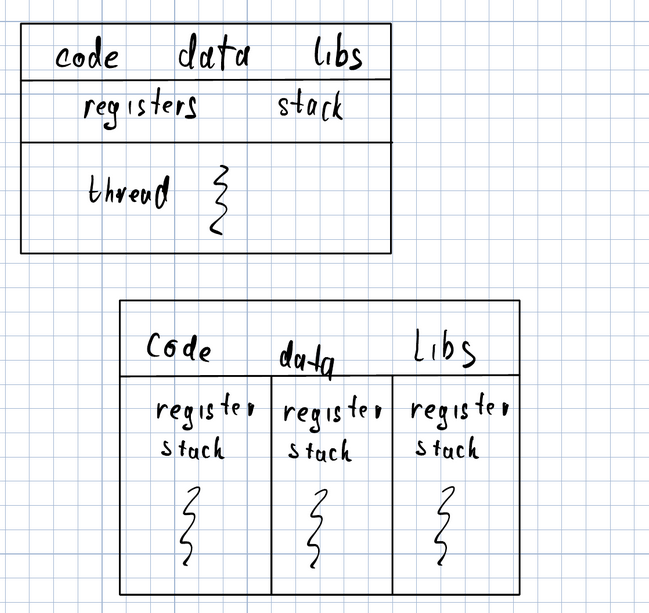 code data libs
registers stack
thread
Code data Libs
register register register
stack stack stack